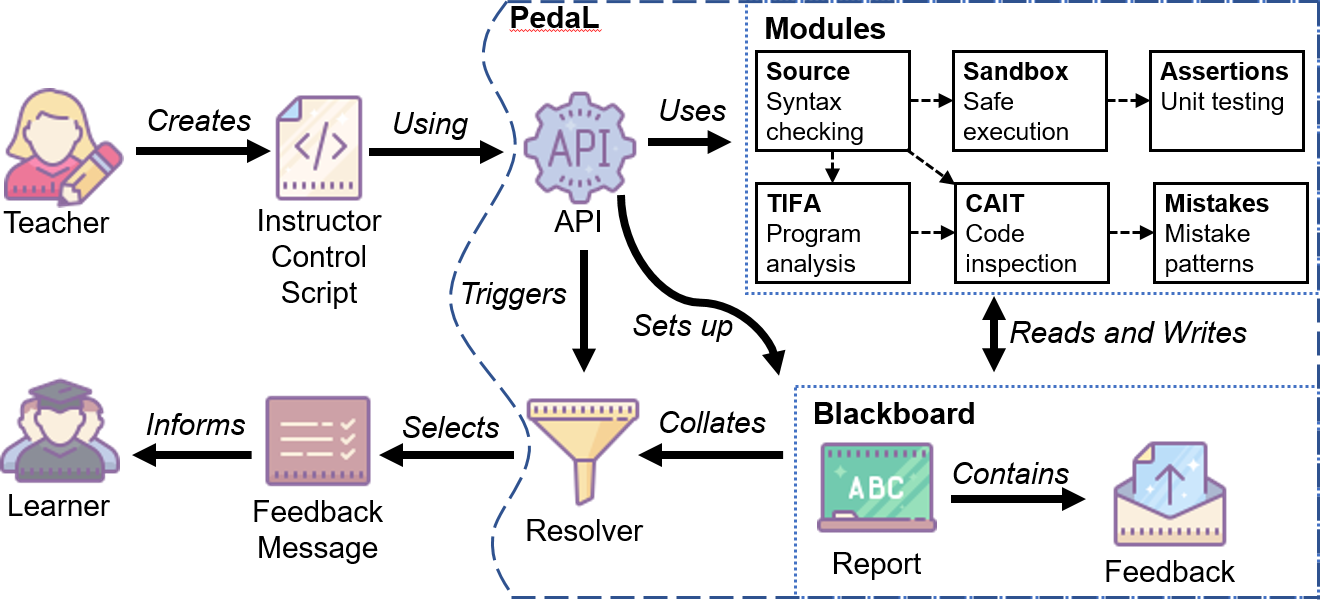 PedaL
Modules
Source
Syntax
checking
Sandbox
Safe
execution
Assertions
Unit testing
TIFA
Program
analysis
CAIT
Code
inspection
Mistakes
Mistake
patterns
Creates
Using
Uses
</>
API
Teacher
Instructor
Control
Script
API
Triggers
Sets up
Reads and Writes
Blackboard
Informs
Selects
Collates
ABC
Contains
Learner
Feedback
Message
Resolver
Report
Feedback